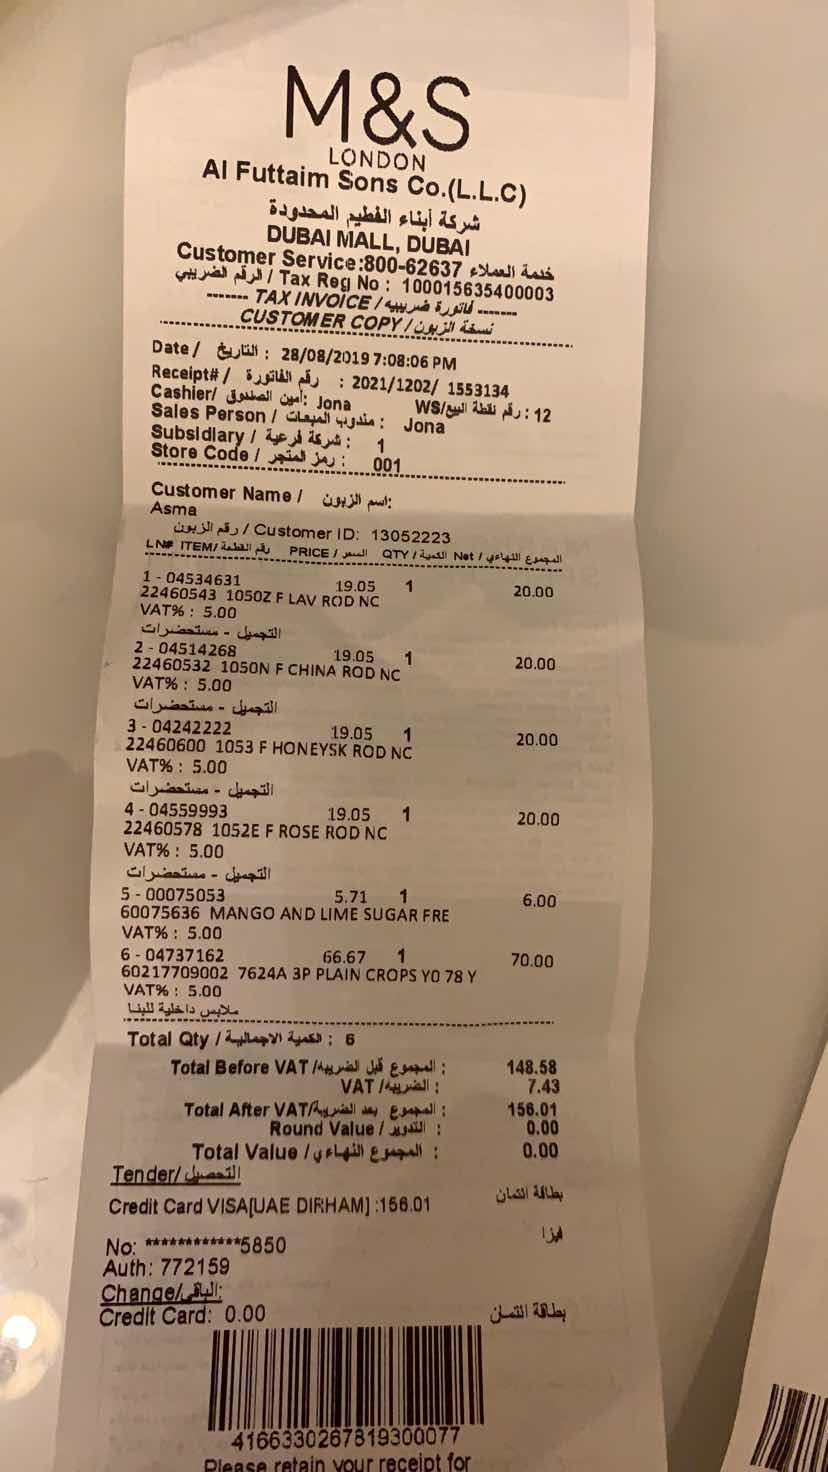 M&S
LONDON
Al Futtaim Sons Co.(L.L.C)
شركة أبناء الفطيم المحدودة
DUBAI MALL, DUBAI
Customer Service:800-62637 خدمة العملاء
الرقم الضريبي / Tax Reg No : 100015635400003
------- TAX INVOICE / فاتورة ضريبيه -------
CUSTOMER COPY / نسخة الزبون
Date / التاريخ : 28/08/2019 7:08:06 PM
Receipt# / رقم الفاتورة : 2021/1202/ 1553134
Cashier/ أمين الصندوق: Jona WS/رقم نقطة البيع : 12
Sales Person / مندوب المبيعات : Jona
Subsidiary / شركة فرعية : 1
Store Code / رمز المتجر : 001
Customer Name / اسم الزبون:
Asma
رقم الزبون / Customer ID: 13052223
LN# ITEM/ رقم القطعة PRICE / السعر QTY / الكمية Net / المجموع النهاءي
1 - 04534631 19.05 1 20.00
22460543 1050Z F LAV ROD NC
VAT% : 5.00
التجميل - مستحضرات
2 - 04514268 19.05 1 20.00
22460532 1050N F CHINA ROD NC
VAT% : 5.00
التجميل - مستحضرات
3 - 04242222 19.05 1 20.00
22460600 1053 F HONEYSK ROD NC
VAT% : 5.00
التجميل - مستحضرات
4 - 04559993 19.05 1 20.00
22460578 1052E F ROSE ROD NC
VAT% : 5.00
التجميل - مستحضرات
5 - 00075053 5.71 1 6.00
60075636 MANGO AND LIME SUGAR FRE
VAT% : 5.00
6 - 04737162 66.67 1 70.00
60217709002 7624A 3P PLAIN CROPS Y0 78 Y
VAT% : 5.00
ملابس داخلية للبنا
Total Qty / الكمية الاجمالية : 6
Total Before VAT /المجموع قبل الضريبه : 148.58
VAT /الضريبه : 7.43
Total After VAT/المجموع بعد الضريبة : 156.01
Round Value / التدوير : 0.00
Total Value / المجموع النهاءي : 0.00
Tender/التحصيل
Credit Card VISA[UAE DIRHAM] :156.01 بطاقة ائتمان
فيزا
No: ************5850
Auth: 772159
Change/الباقي:
Credit Card: 0.00 بطاقة ائتمان
4166330267819300077
Please retain your receipt for